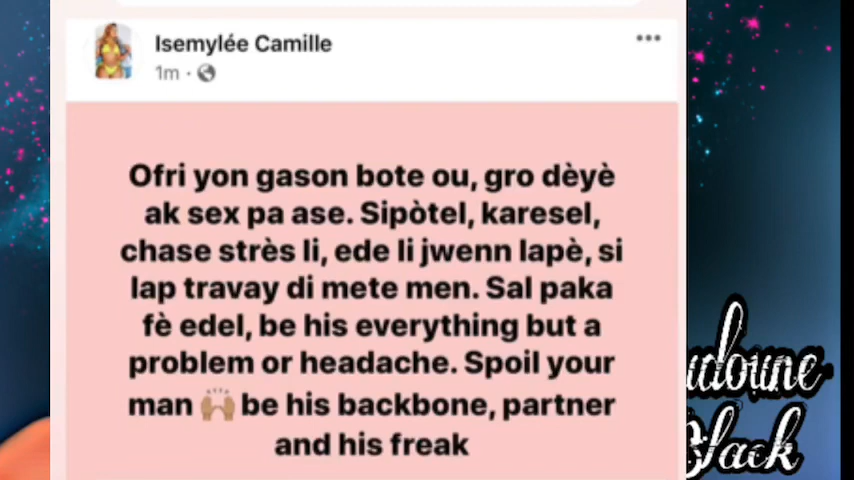 Isemylée Camille
1m
Ofri yon gason bote ou, gro dèyè
ak sex pa ase. Sipòtel, karesel,
chase strès li, ede li jwenn lapè, si
lap travay di mete men. Sal paka
fè edel, be his everything but a
problem or headache. Spoil your
man 🙌🏽 be his backbone, partner
and his freak
Black